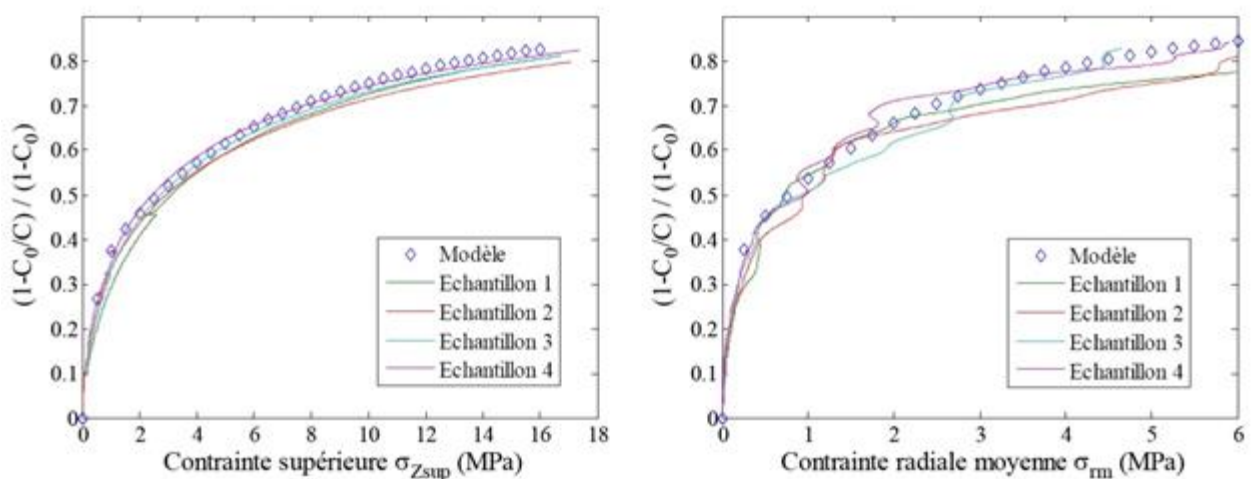 (1-C₀/C) / (1-C₀)
0.8
0.7
0.6
0.5
0.4
0.3
0.2
0.1
0
Modèle
Echantillon 1
Echantillon 2
Echantillon 3
Echantillon 4
0 2 4 6 8 10 12 14 16 18
Contrainte supérieure σ_Zsup (MPa)
(1-C₀/C) / (1-C₀)
0.8
0.7
0.6
0.5
0.4
0.3
0.2
0.1
0
Modèle
Echantillon 1
Echantillon 2
Echantillon 3
Echantillon 4
0 1 2 3 4 5 6
Contrainte radiale moyenne σ_rm (MPa)